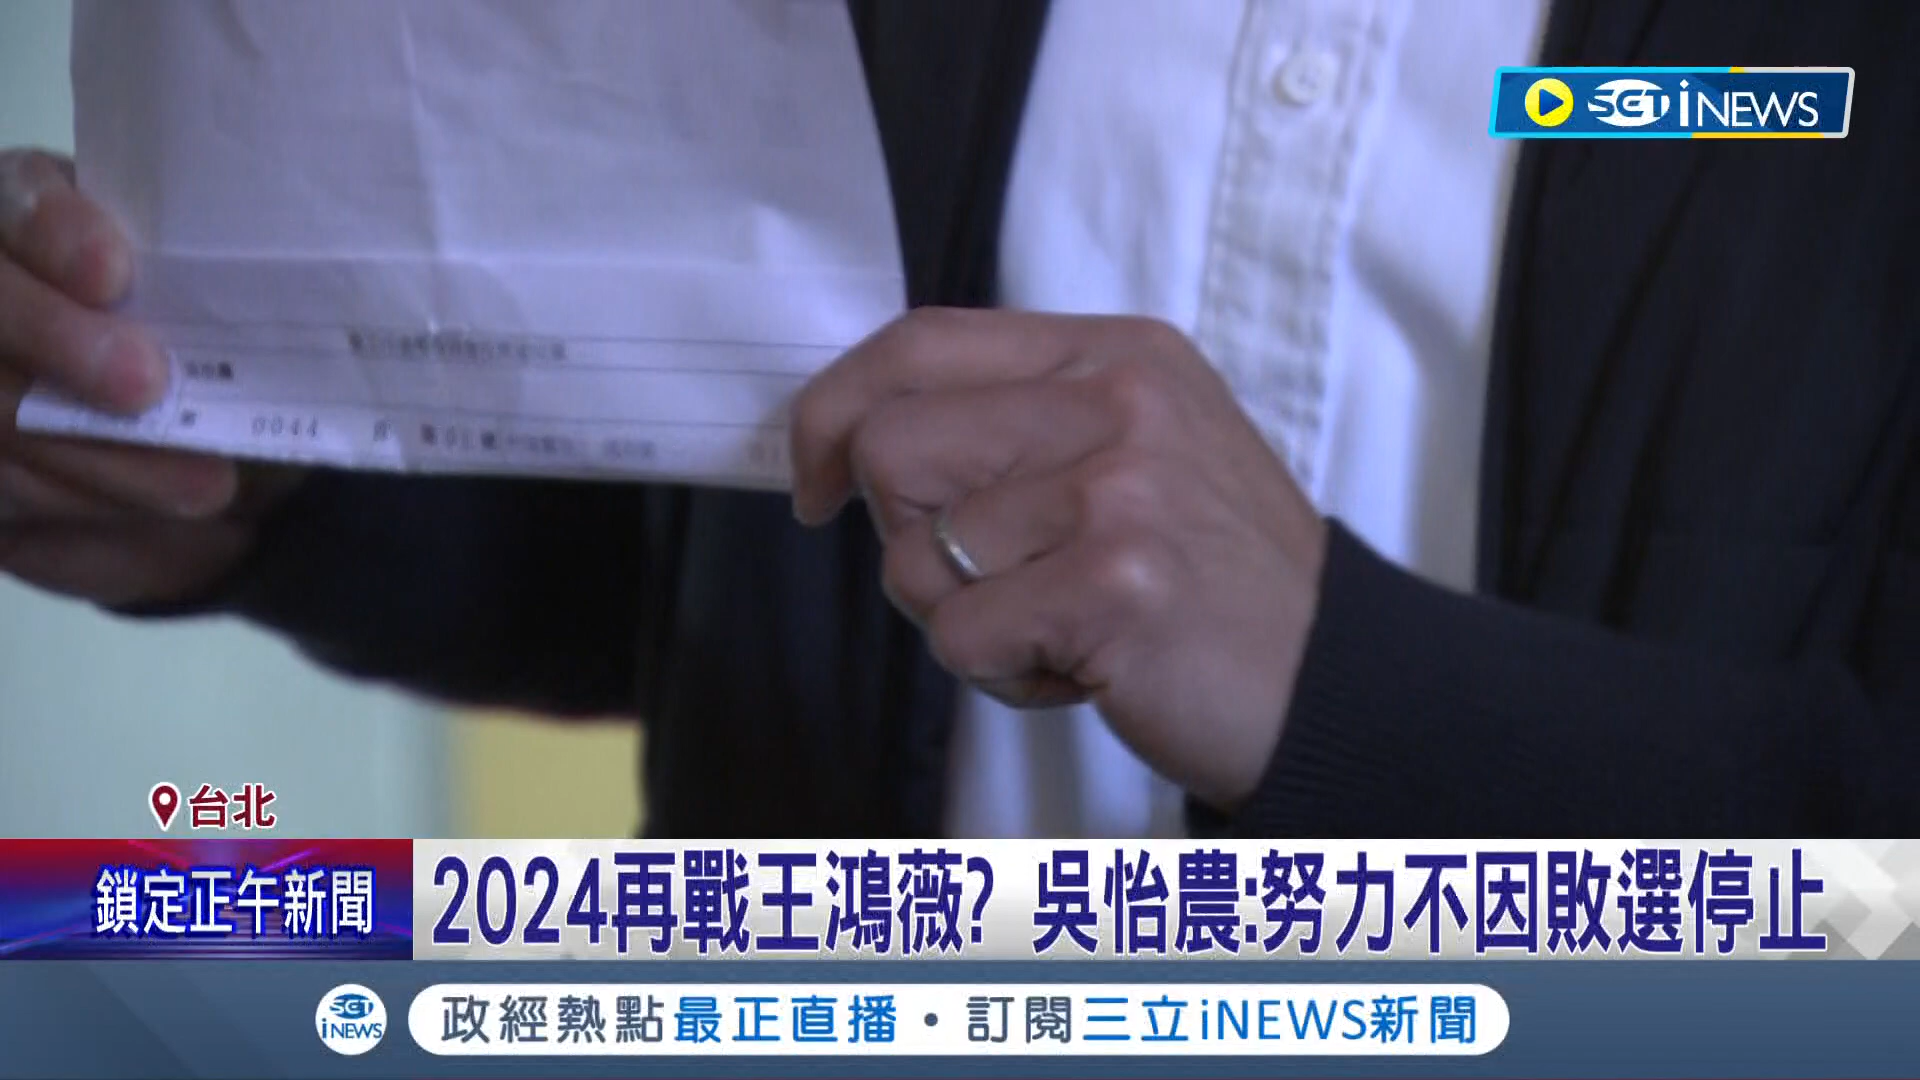 SET iNEWS
0044
台北
鎖定正午新聞
2024再戰王鴻薇? 吳怡農:努力不因敗選停止
SET iNEWS
政經熱點最正直播·訂閱三立iNEWS新聞